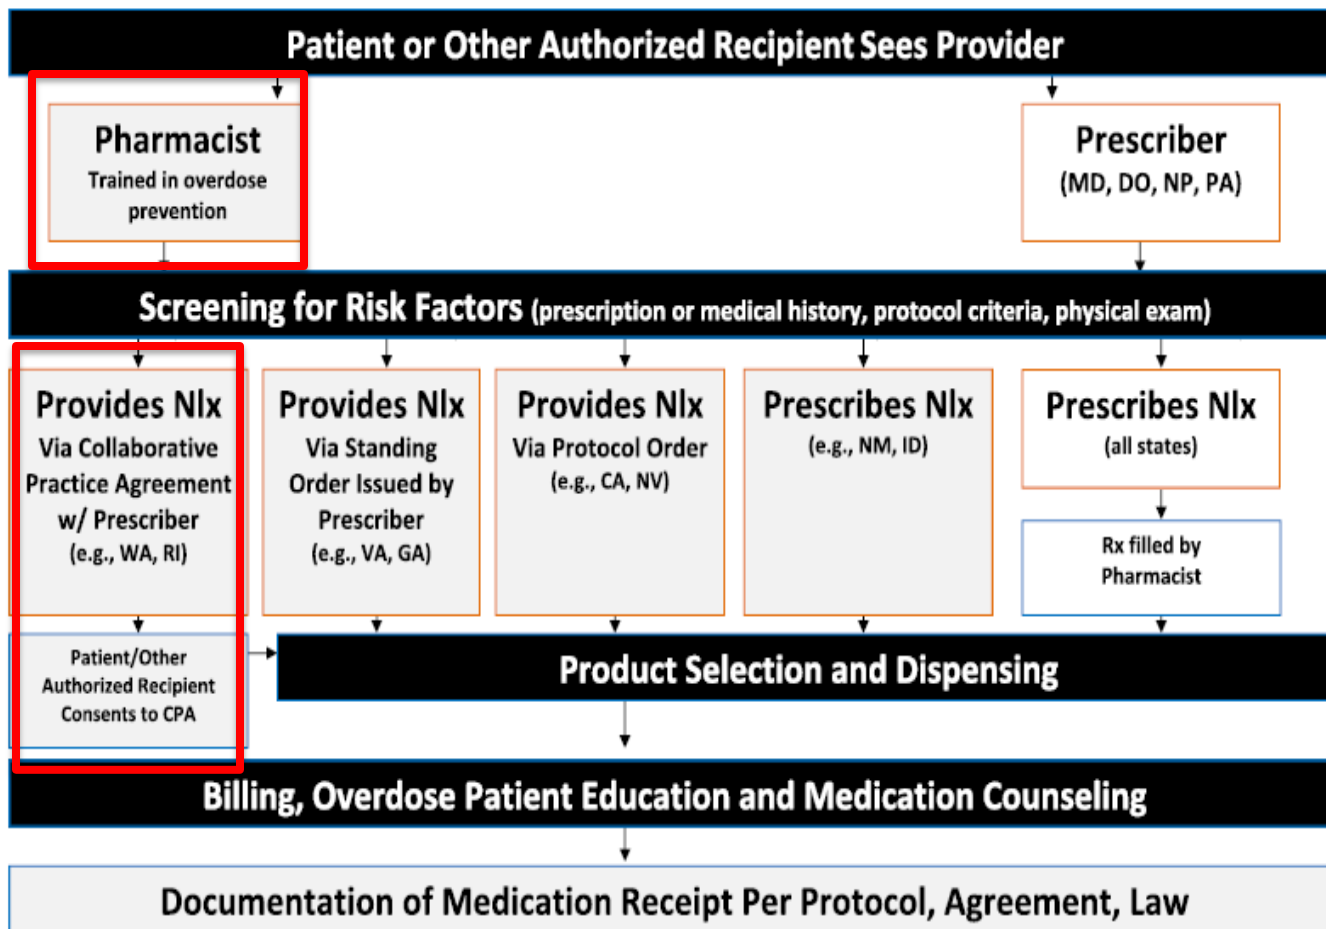 Patient or Other Authorized Recipient Sees Provider
Pharmacist
Trained in overdose
prevention
Prescriber
(MD, DO, NP, PA)
Screening for Risk Factors (prescription or medical history, protocol criteria, physical exam)
Provides Nlx
Via Collaborative
Practice Agreement
w/ Prescriber
(e.g., WA, RI)
Provides Nlx
Via Standing
Order Issued by
Prescriber
(e.g., VA, GA)
Provides Nlx
Via Protocol Order
(e.g., CA, NV)
Prescribes Nlx
(e.g., NM, ID)
Prescribes Nlx
(all states)
Rx filled by
Pharmacist
Patient/Other
Authorized Recipient
Consents to CPA
Product Selection and Dispensing
Billing, Overdose Patient Education and Medication Counseling
Documentation of Medication Receipt Per Protocol, Agreement, Law